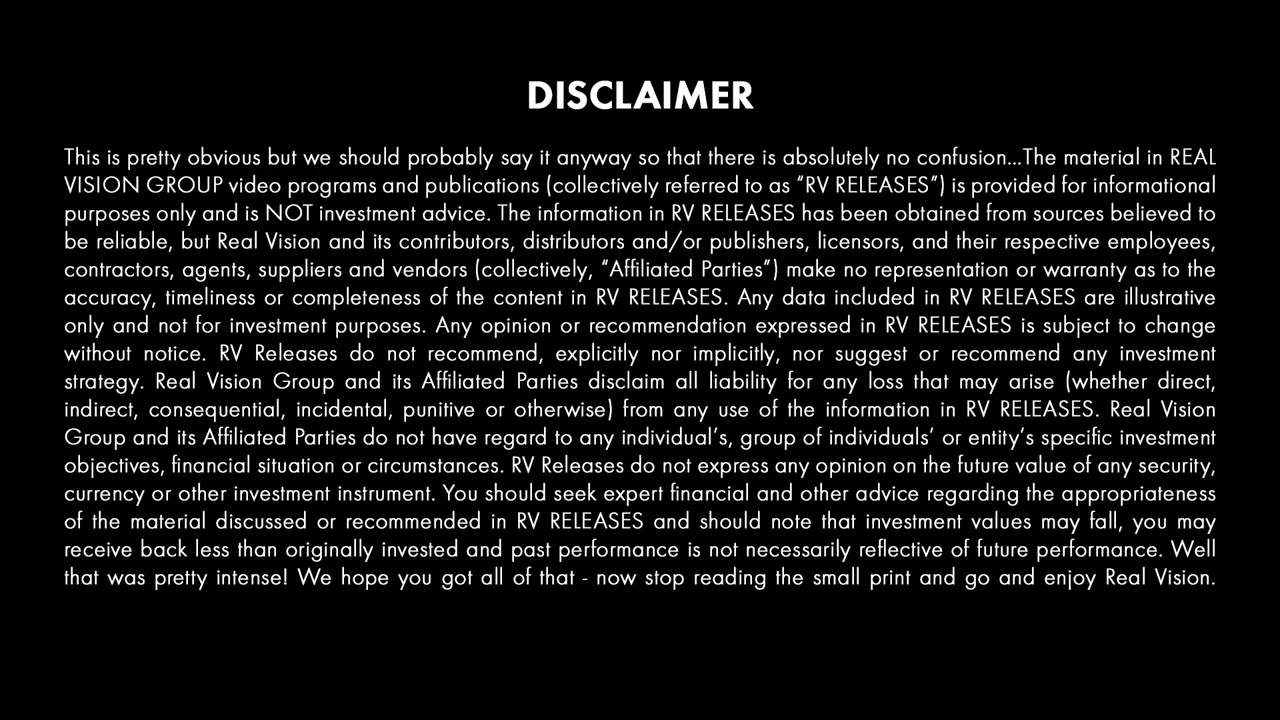 DISCLAIMER
This is pretty obvious but we should probably say it anyway so that there is absolutely no confusion...The material in REAL
VISION GROUP video programs and publications (collectively referred to as “RV RELEASES”) is provided for informational
purposes only and is NOT investment advice. The information in RV RELEASES has been obtained from sources believed to
be reliable, but Real Vision and its contributors, distributors and/or publishers, licensors, and their respective employees,
contractors, agents, suppliers and vendors (collectively, “Affiliated Parties”) make no representation or warranty as to the
accuracy, timeliness or completeness of the content in RV RELEASES. Any data included in RV RELEASES are illustrative
only and not for investment purposes. Any opinion or recommendation expressed in RV RELEASES is subject to change
without notice. RV Releases do not recommend, explicitly nor implicitly, nor suggest or recommend any investment
strategy. Real Vision Group and its Affiliated Parties disclaim all liability for any loss that may arise (whether direct,
indirect, consequential, incidental, punitive or otherwise) from any use of the information in RV RELEASES. Real Vision
Group and its Affiliated Parties do not have regard to any individual’s, group of individuals’ or entity’s specific investment
objectives, financial situation or circumstances. RV Releases do not express any opinion on the future value of any security,
currency or other investment instrument. You should seek expert financial and other advice regarding the appropriateness
of the material discussed or recommended in RV RELEASES and should note that investment values may fall, you may
receive back less than originally invested and past performance is not necessarily reflective of future performance. Well
that was pretty intense! We hope you got all of that - now stop reading the small print and go and enjoy Real Vision.